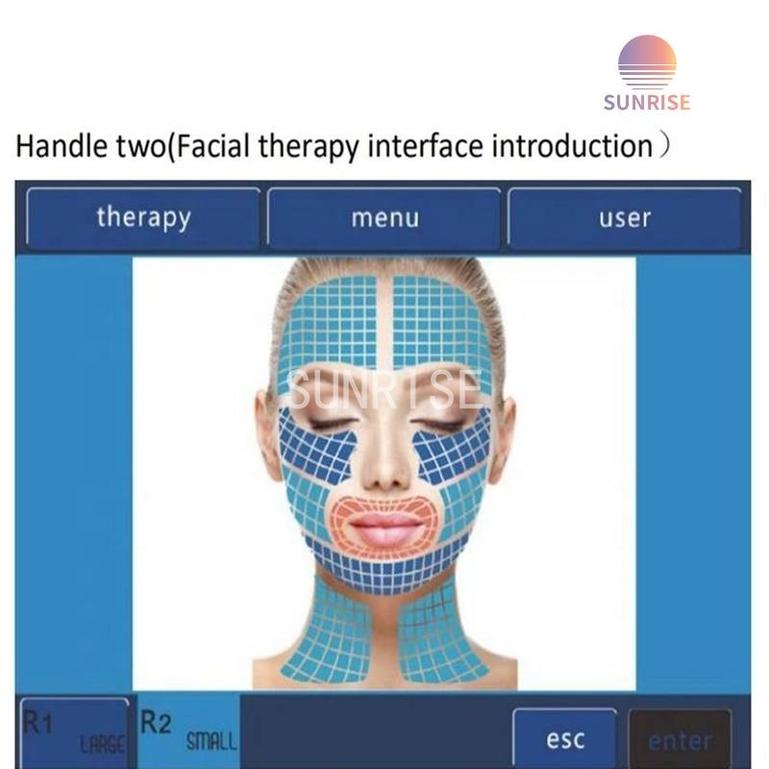 SUNRISE
Handle two(Facial therapy interface introduction）
therapy menu user
SUNRISE
R1 LARGE R2 SMALL esc enter